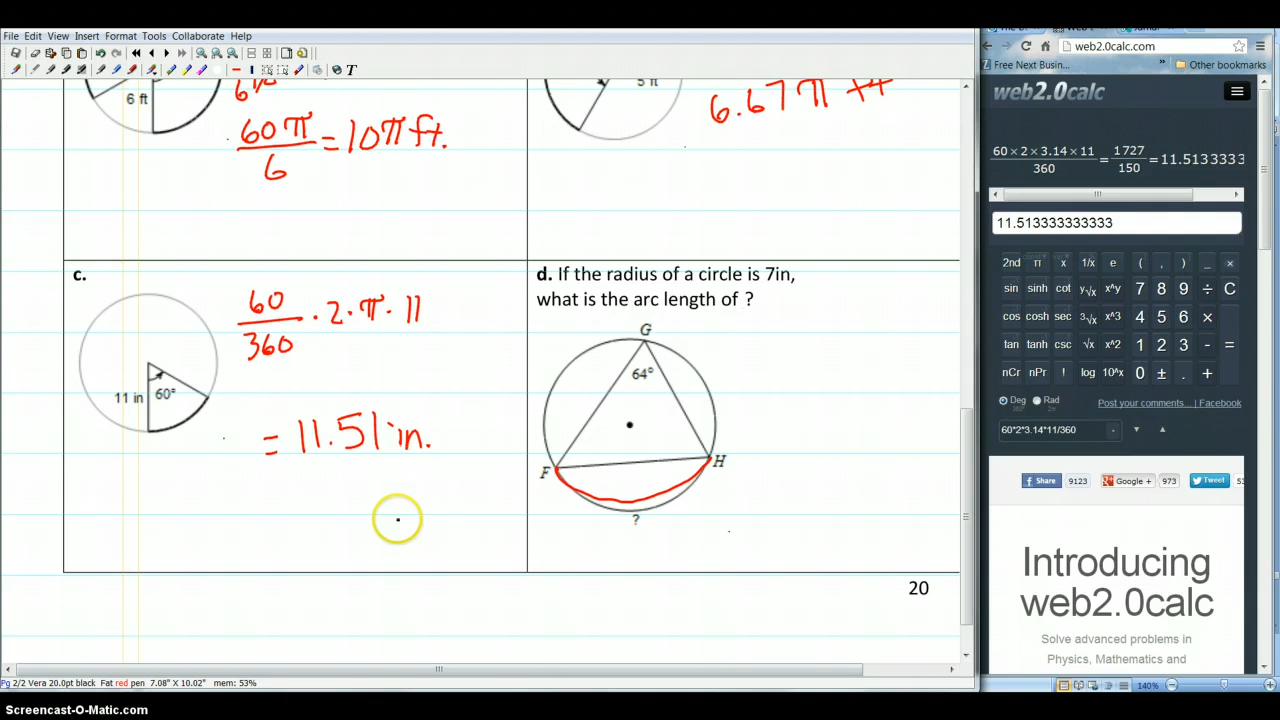 File Edit View Insert Format Tools Collaborate Help
web2.0calc.com
Free Next Busin... » Other bookmarks
web2.0calc
6 ft
60π/6 = 10π ft.
5 ft
6.67π ft
60×2×3.14×11/360 = 1727/150 = 11.5133333
11.513333333333
2nd π x 1/x e ( , ) _ ×
sin sinh cot y√x x^y 7 8 9 ÷ C
cos cosh sec 3√x x^3 4 5 6 ×
tan tanh csc √x x^2 1 2 3 - =
nCr nPr ! log 10^x 0 ± . +
Deg 360° Rad 2π Post your comments... | Facebook
60*2*3.14*11/360
Share 9123 Google + 973 Tweet
c.
60/360 · 2 · π · 11
11 in 60°
= 11.51 in.
d. If the radius of a circle is 7in,
what is the arc length of ?
G
64°
F H
?
20
Introducing
web2.0calc
Solve advanced problems in
Physics, Mathematics and
Pg 2/2 Vera 20.0pt black Fat red pen 7.08" X 10.02" mem: 53%
140%
Screencast-O-Matic.com